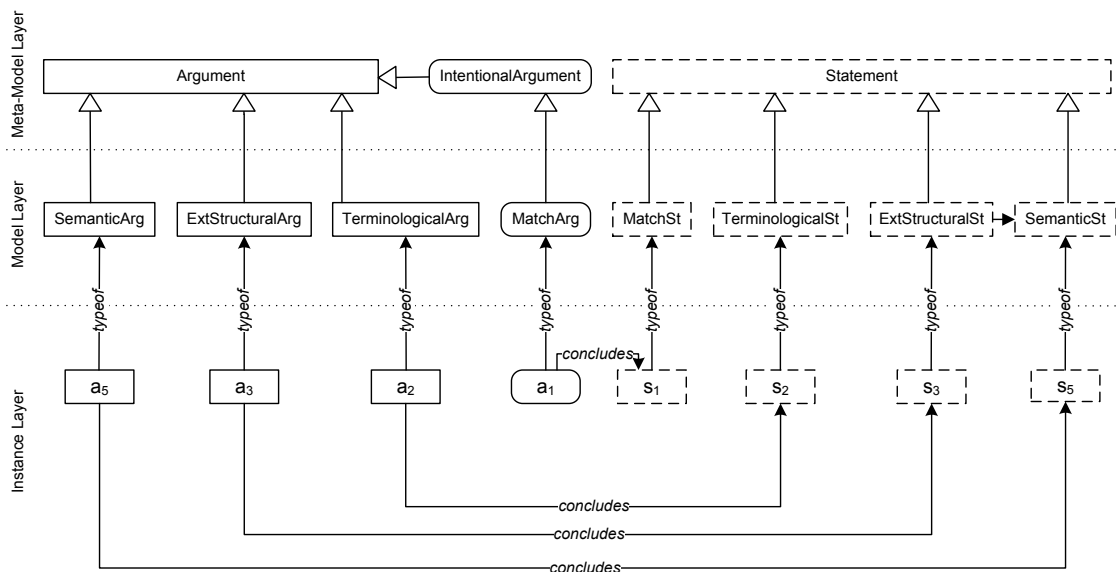 Meta-Model Layer
Argument
IntentionalArgument
Statement
Model Layer
SemanticArg
ExtStructuralArg
TerminologicalArg
MatchArg
MatchSt
TerminologicalSt
ExtStructuralSt
SemanticSt
typeof
typeof
typeof
typeof
typeof
typeof
typeof
typeof
Instance Layer
concludes
a5
a3
a2
a1
s1
s2
s3
s5
concludes
concludes
concludes